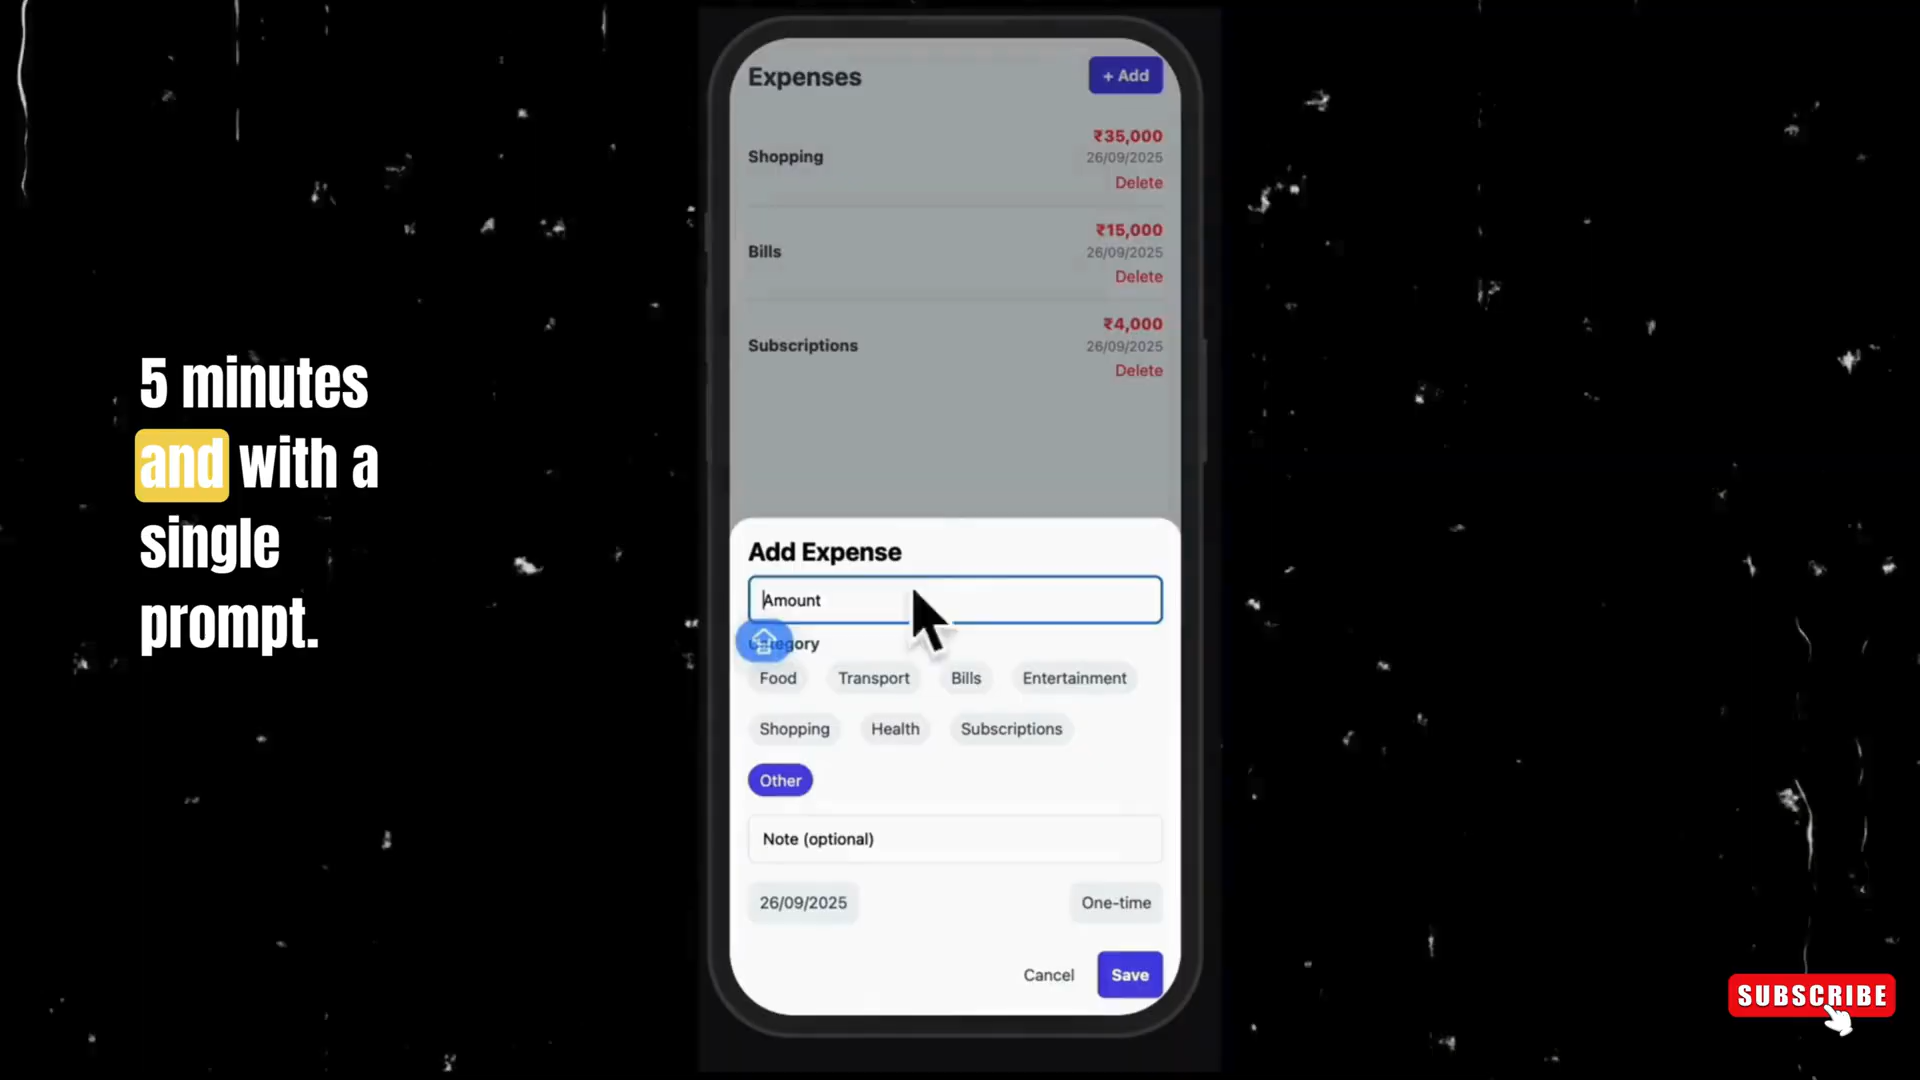 5 minutes
and with a
single
prompt.
Expenses
+ Add
Shopping
₹35,000
26/09/2025
Delete
Bills
₹15,000
26/09/2025
Delete
Subscriptions
₹4,000
26/09/2025
Delete
Add Expense
Amount
Category
Food Transport Bills Entertainment
Shopping Health Subscriptions
Other
Note (optional)
26/09/2025 One-time
Cancel Save
SUBSCRIBE